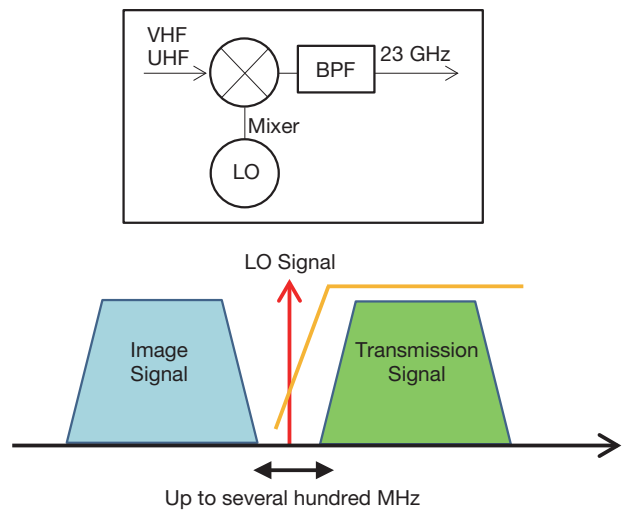 VHF
UHF
BPF
23 GHz
Mixer
LO
LO Signal
Image
Signal
Transmission
Signal
Up to several hundred MHz